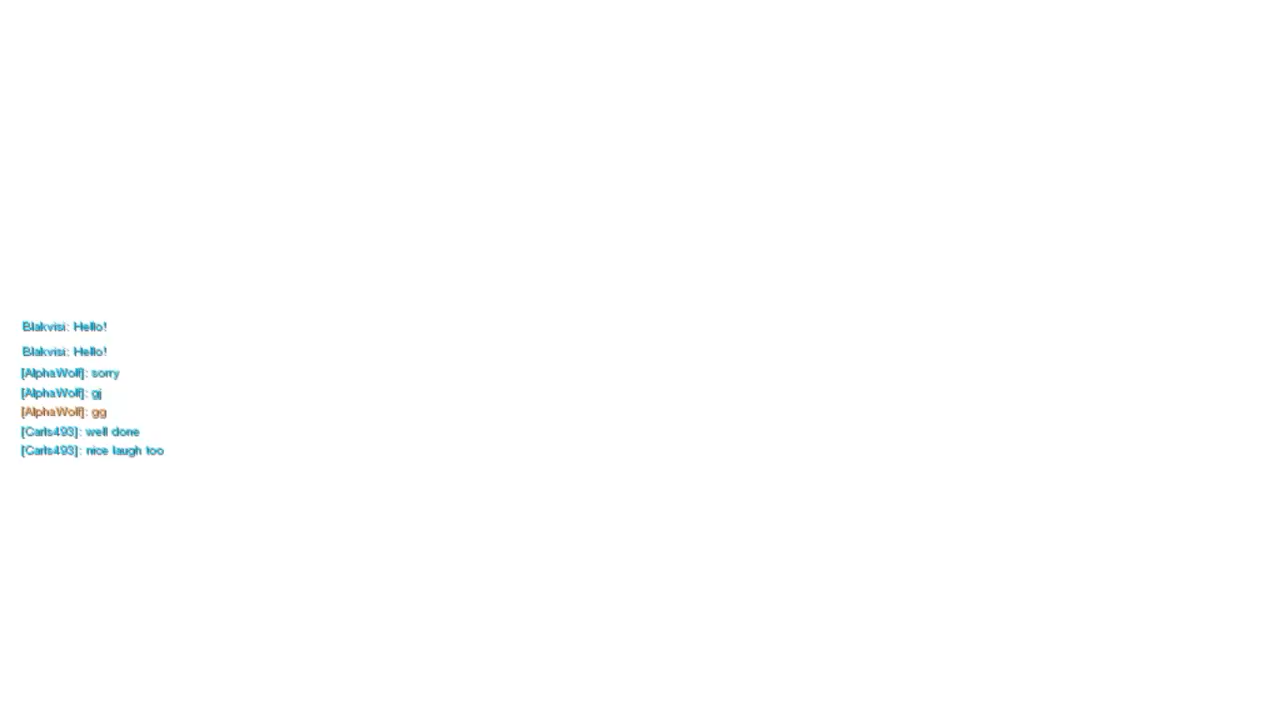 Blakvisi: Hello!
Blakvisi: Hello!
[AlphaWolf]: sorry
[AlphaWolf]: gj
[AlphaWolf]: gg
[Carls493]: well done
[Carls493]: nice laugh too